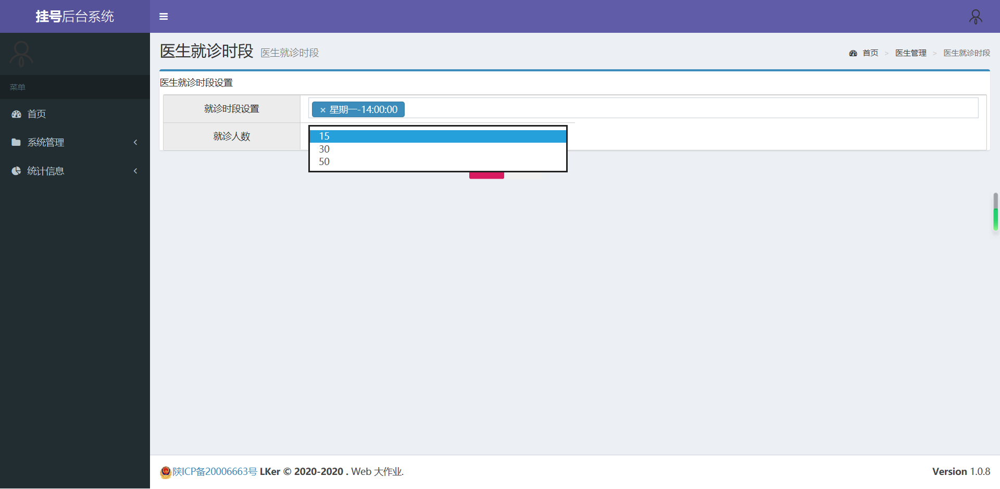 挂号后台系统
菜单
首页
系统管理
统计信息
医生就诊时段 医生就诊时段
首页 > 医生管理 > 医生就诊时段
医生就诊时段设置
就诊时段设置
× 星期一-14:00:00
就诊人数
15
30
50
陕ICP备20006663号 LKer © 2020-2020 . Web 大作业.
Version 1.0.8